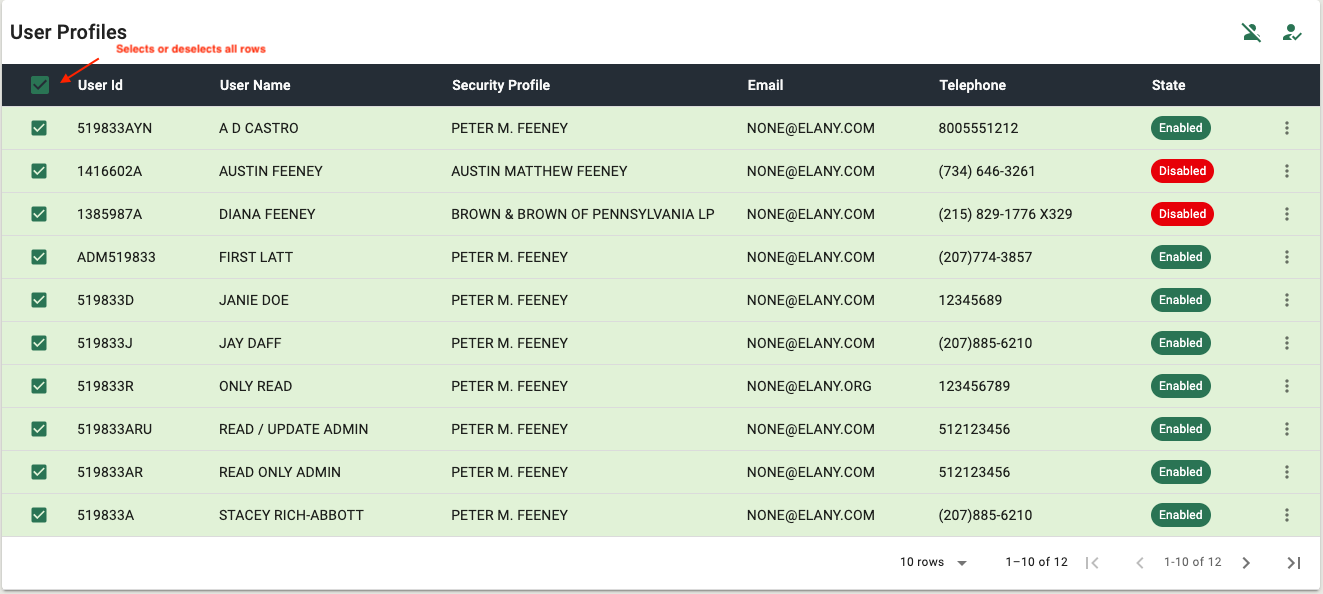 User Profiles
Selects or deselects all rows
User Id User Name Security Profile Email Telephone State
519833AYN A D CASTRO PETER M. FEENEY NONE@ELANY.COM 8005551212 Enabled
1416602A AUSTIN FEENEY AUSTIN MATTHEW FEENEY NONE@ELANY.COM (734) 646-3261 Disabled
1385987A DIANA FEENEY BROWN & BROWN OF PENNSYLVANIA LP NONE@ELANY.COM (215) 829-1776 X329 Disabled
ADM519833 FIRST LATT PETER M. FEENEY NONE@ELANY.COM (207)774-3857 Enabled
519833D JANIE DOE PETER M. FEENEY NONE@ELANY.COM 12345689 Enabled
519833J JAY DAFF PETER M. FEENEY NONE@ELANY.COM (207)885-6210 Enabled
519833R ONLY READ PETER M. FEENEY NONE@ELANY.ORG 123456789 Enabled
519833ARU READ / UPDATE ADMIN PETER M. FEENEY NONE@ELANY.COM 512123456 Enabled
519833AR READ ONLY ADMIN PETER M. FEENEY NONE@ELANY.COM 512123456 Enabled
519833A STACEY RICH-ABBOTT PETER M. FEENEY NONE@ELANY.COM (207)885-6210 Enabled
10 rows 1–10 of 12 1-10 of 12